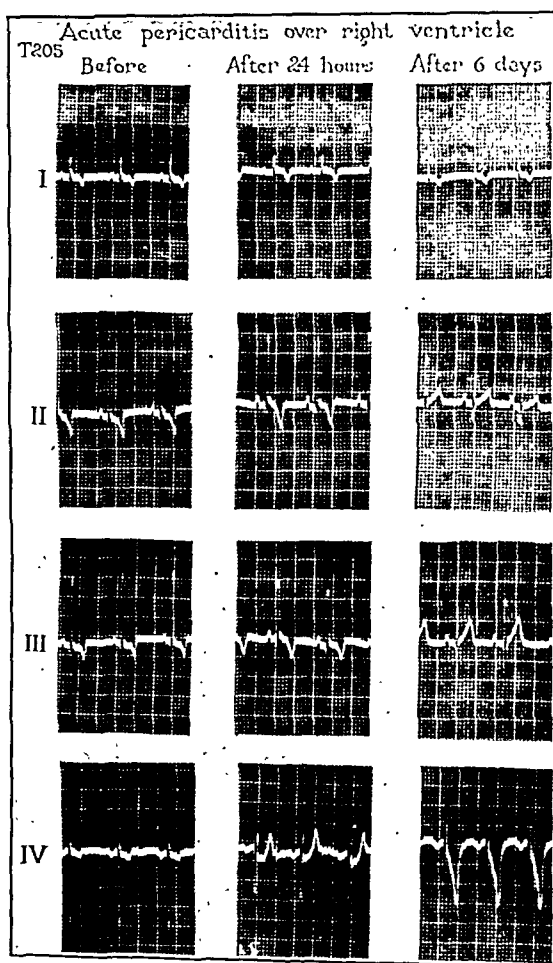 Acute pericarditis over right ventricle
T205
Before After 24 hours After 6 days
I
II
III
IV